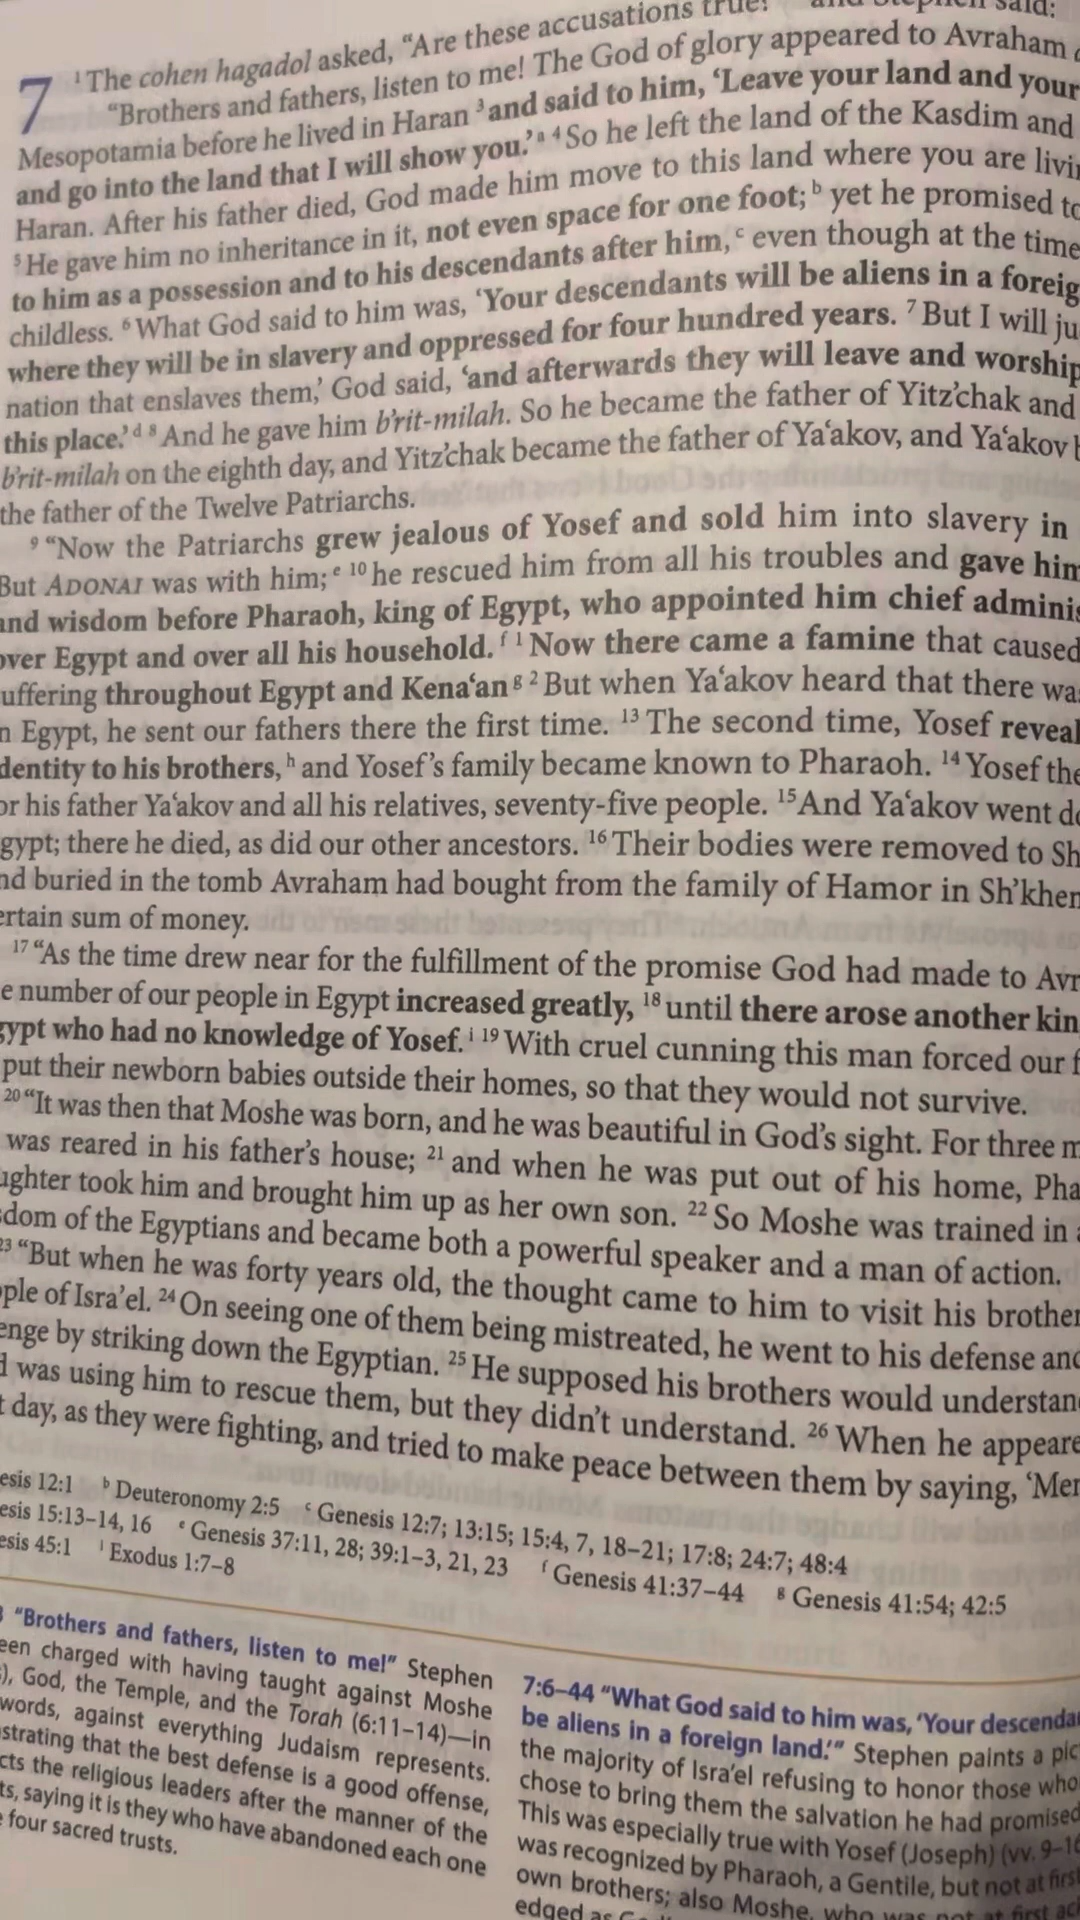 7 ¹The cohen hagadol asked, “Are these accusations true?” and Stephen said:
“Brothers and fathers, listen to me! The God of glory appeared to Avraham
Mesopotamia before he lived in Haran ³and said to him, ‘Leave your land and your
and go into the land that I will show you.’ᵃ ⁴So he left the land of the Kasdim and
Haran. After his father died, God made him move to this land where you are livi
⁵He gave him no inheritance in it, not even space for one foot;ᵇ yet he promised to
to him as a possession and to his descendants after him,ᶜ even though at the time
childless. ⁶What God said to him was, ‘Your descendants will be aliens in a foreig
where they will be in slavery and oppressed for four hundred years. ⁷But I will ju
nation that enslaves them,’ God said, ‘and afterwards they will leave and worship
this place.’ᵈ ⁸And he gave him b’rit-milah. So he became the father of Yitz’chak and
b’rit-milah on the eighth day, and Yitz’chak became the father of Ya‘akov, and Ya‘akov b
the father of the Twelve Patriarchs.
⁹“Now the Patriarchs grew jealous of Yosef and sold him into slavery in
But ADONAI was with him;ᵉ ¹⁰he rescued him from all his troubles and gave him
and wisdom before Pharaoh, king of Egypt, who appointed him chief adminis
over Egypt and over all his household.ᶠ ¹Now there came a famine that caused
uffering throughout Egypt and Kena‘anᵍ ²But when Ya‘akov heard that there was
n Egypt, he sent our fathers there the first time. ¹³The second time, Yosef reveal
dentity to his brothers,ʰ and Yosef’s family became known to Pharaoh. ¹⁴Yosef the
or his father Ya‘akov and all his relatives, seventy-five people. ¹⁵And Ya‘akov went do
gypt; there he died, as did our other ancestors. ¹⁶Their bodies were removed to Sh
nd buried in the tomb Avraham had bought from the family of Hamor in Sh’khem
ertain sum of money.
¹⁷“As the time drew near for the fulfillment of the promise God had made to Avr
e number of our people in Egypt increased greatly, ¹⁸until there arose another kin
gypt who had no knowledge of Yosef.ⁱ ¹⁹With cruel cunning this man forced our f
put their newborn babies outside their homes, so that they would not survive.
²⁰“It was then that Moshe was born, and he was beautiful in God’s sight. For three m
was reared in his father’s house; ²¹and when he was put out of his home, Pha
ughter took him and brought him up as her own son. ²²So Moshe was trained in a
sdom of the Egyptians and became both a powerful speaker and a man of action.
²³“But when he was forty years old, the thought came to him to visit his brother
ople of Isra’el. ²⁴On seeing one of them being mistreated, he went to his defense and
enge by striking down the Egyptian. ²⁵He supposed his brothers would understand
d was using him to rescue them, but they didn’t understand. ²⁶When he appeare
t day, as they were fighting, and tried to make peace between them by saying, ‘Men
esis 12:1 ᵇ Deuteronomy 2:5 ᶜ Genesis 12:7; 13:15; 15:4, 7, 18–21; 17:8; 24:7; 48:4
esis 15:13–14, 16 ᵉ Genesis 37:11, 28; 39:1–3, 21, 23 ᶠ Genesis 41:37–44 ᵍ Genesis 41:54; 42:5
esis 45:1 ⁱ Exodus 1:7–8
3 “Brothers and fathers, listen to me!” Stephen
een charged with having taught against Moshe
), God, the Temple, and the Torah (6:11–14)—in
words, against everything Judaism represents.
strating that the best defense is a good offense,
cts the religious leaders after the manner of the
ts, saying it is they who have abandoned each one
e four sacred trusts.
7:6–44 “What God said to him was, ‘Your descenda
be aliens in a foreign land.’” Stephen paints a pic
the majority of Isra’el refusing to honor those who
chose to bring them the salvation he had promised
This was especially true with Yosef (Joseph) (vv. 9–16
was recognized by Pharaoh, a Gentile, but not at first
own brothers; also Moshe, who was not at first ack
edged as